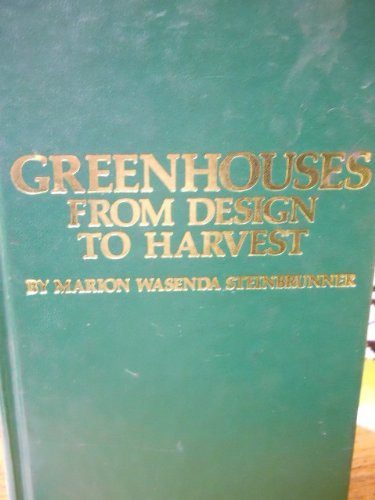 GREENHOUSES
FROM DESIGN
TO HARVEST
BY MARION WASENDA STEINBRUNNER